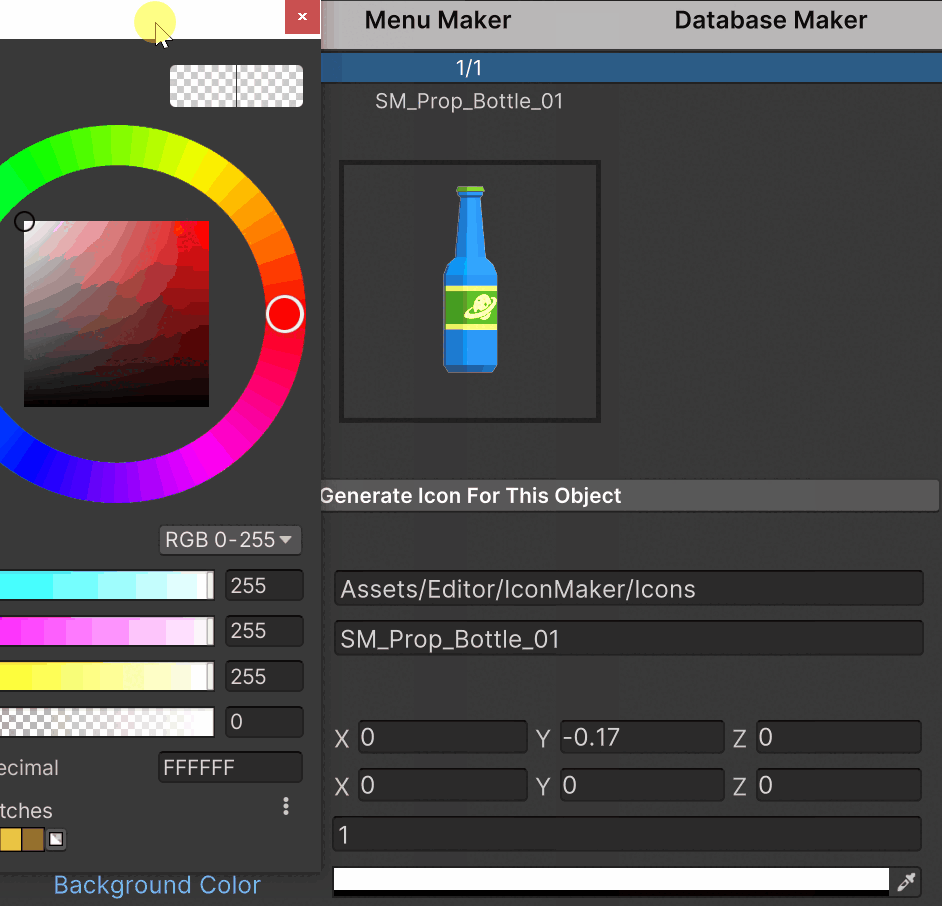 ×
Menu Maker
Database Maker
1/1
SM_Prop_Bottle_01
Generate Icon For This Object
RGB 0-255
255
Assets/Editor/IconMaker/Icons
255
SM_Prop_Bottle_01
255
0
X 0 Y -0.17 Z 0
ecimal FFFFFF
X 0 Y 0 Z 0
tches
1
Background Color